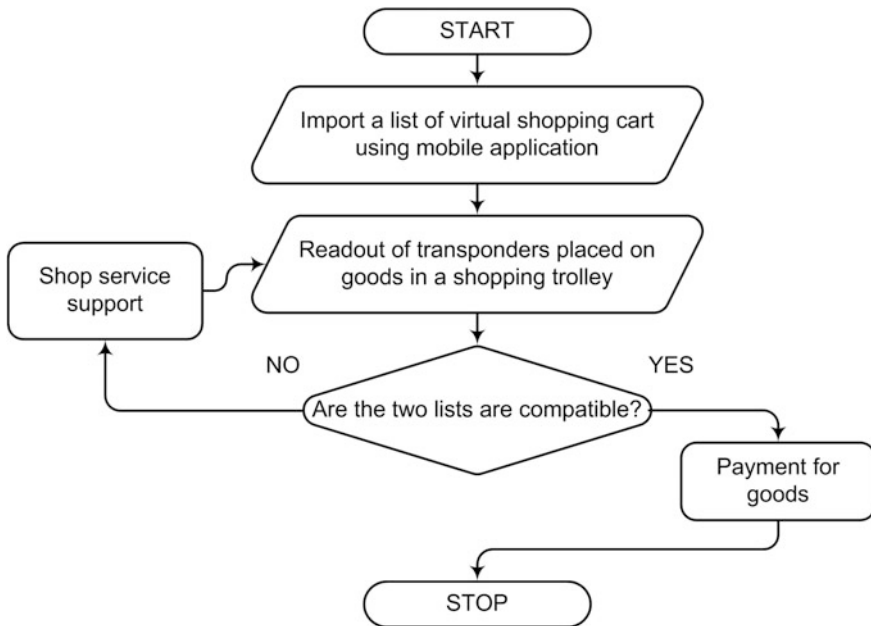 START
Import a list of virtual shopping cart
using mobile application
Readout of transponders placed on
goods in a shopping trolley
Shop service
support
NO
YES
Are the two lists are compatible?
Payment for
goods
STOP